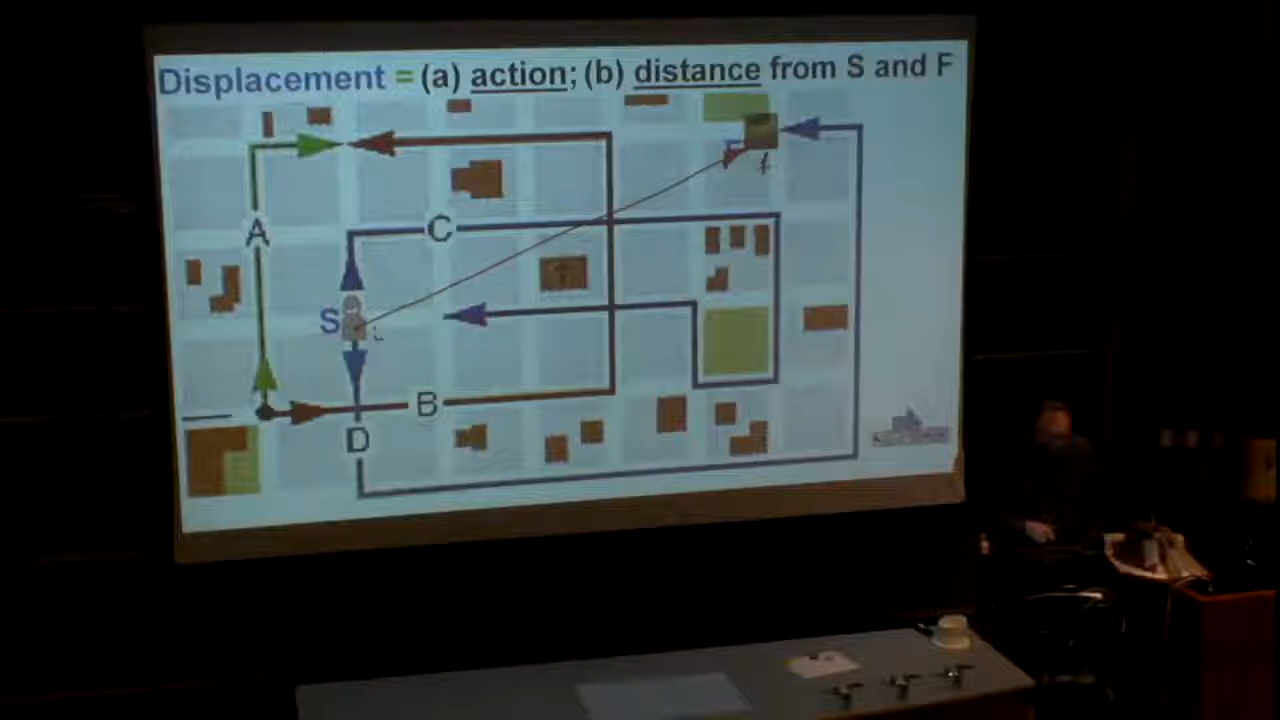 Displacement = (a) action; (b) distance from S and F
A
C
S
B
D